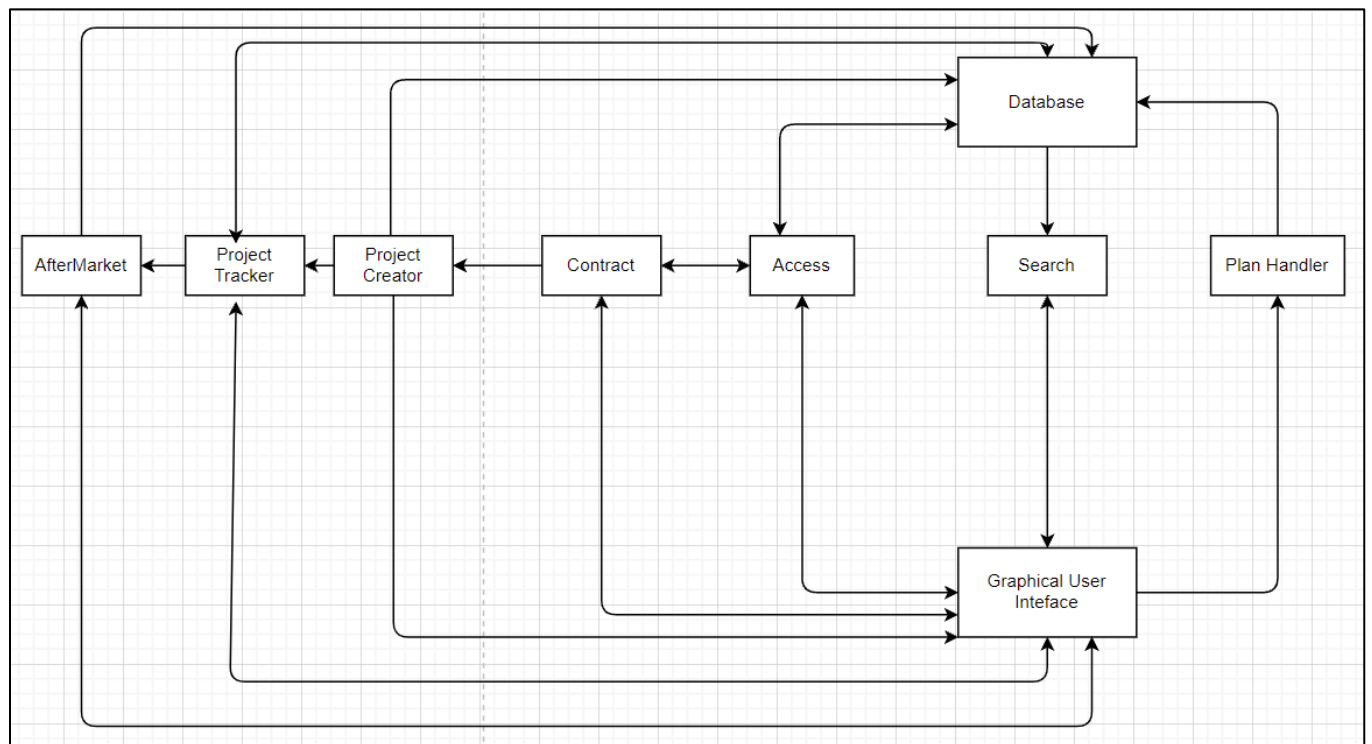 Database
AfterMarket
Project
Tracker
Project
Creator
Contract
Access
Search
Plan Handler
Graphical User
Inteface